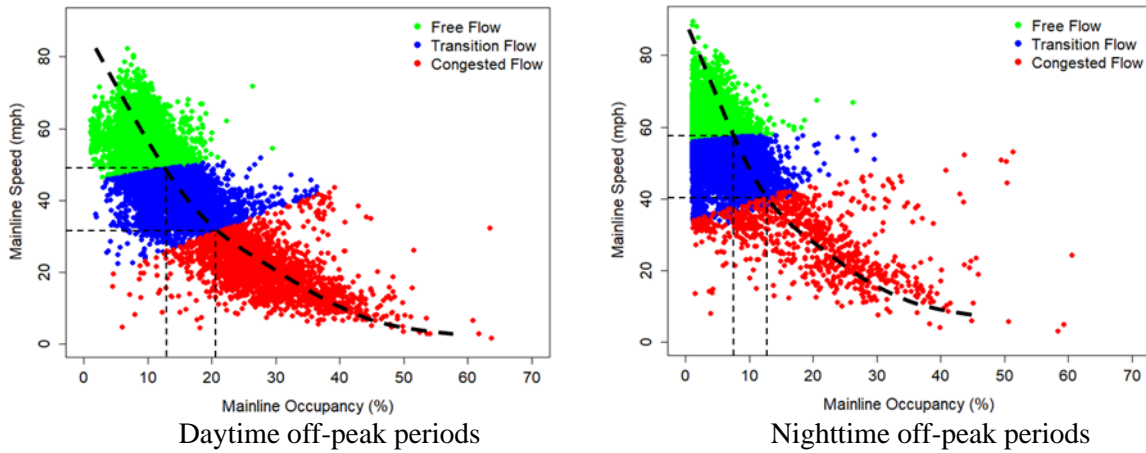 Free Flow
Transition Flow
Congested Flow
Mainline Speed (mph)
80
60
40
20
0
0 10 20 30 40 50 60 70
Mainline Occupancy (%)
Daytime off-peak periods
Free Flow
Transition Flow
Congested Flow
Mainline Speed (mph)
80
60
40
20
0
0 10 20 30 40 50 60 70
Mainline Occupancy (%)
Nighttime off-peak periods